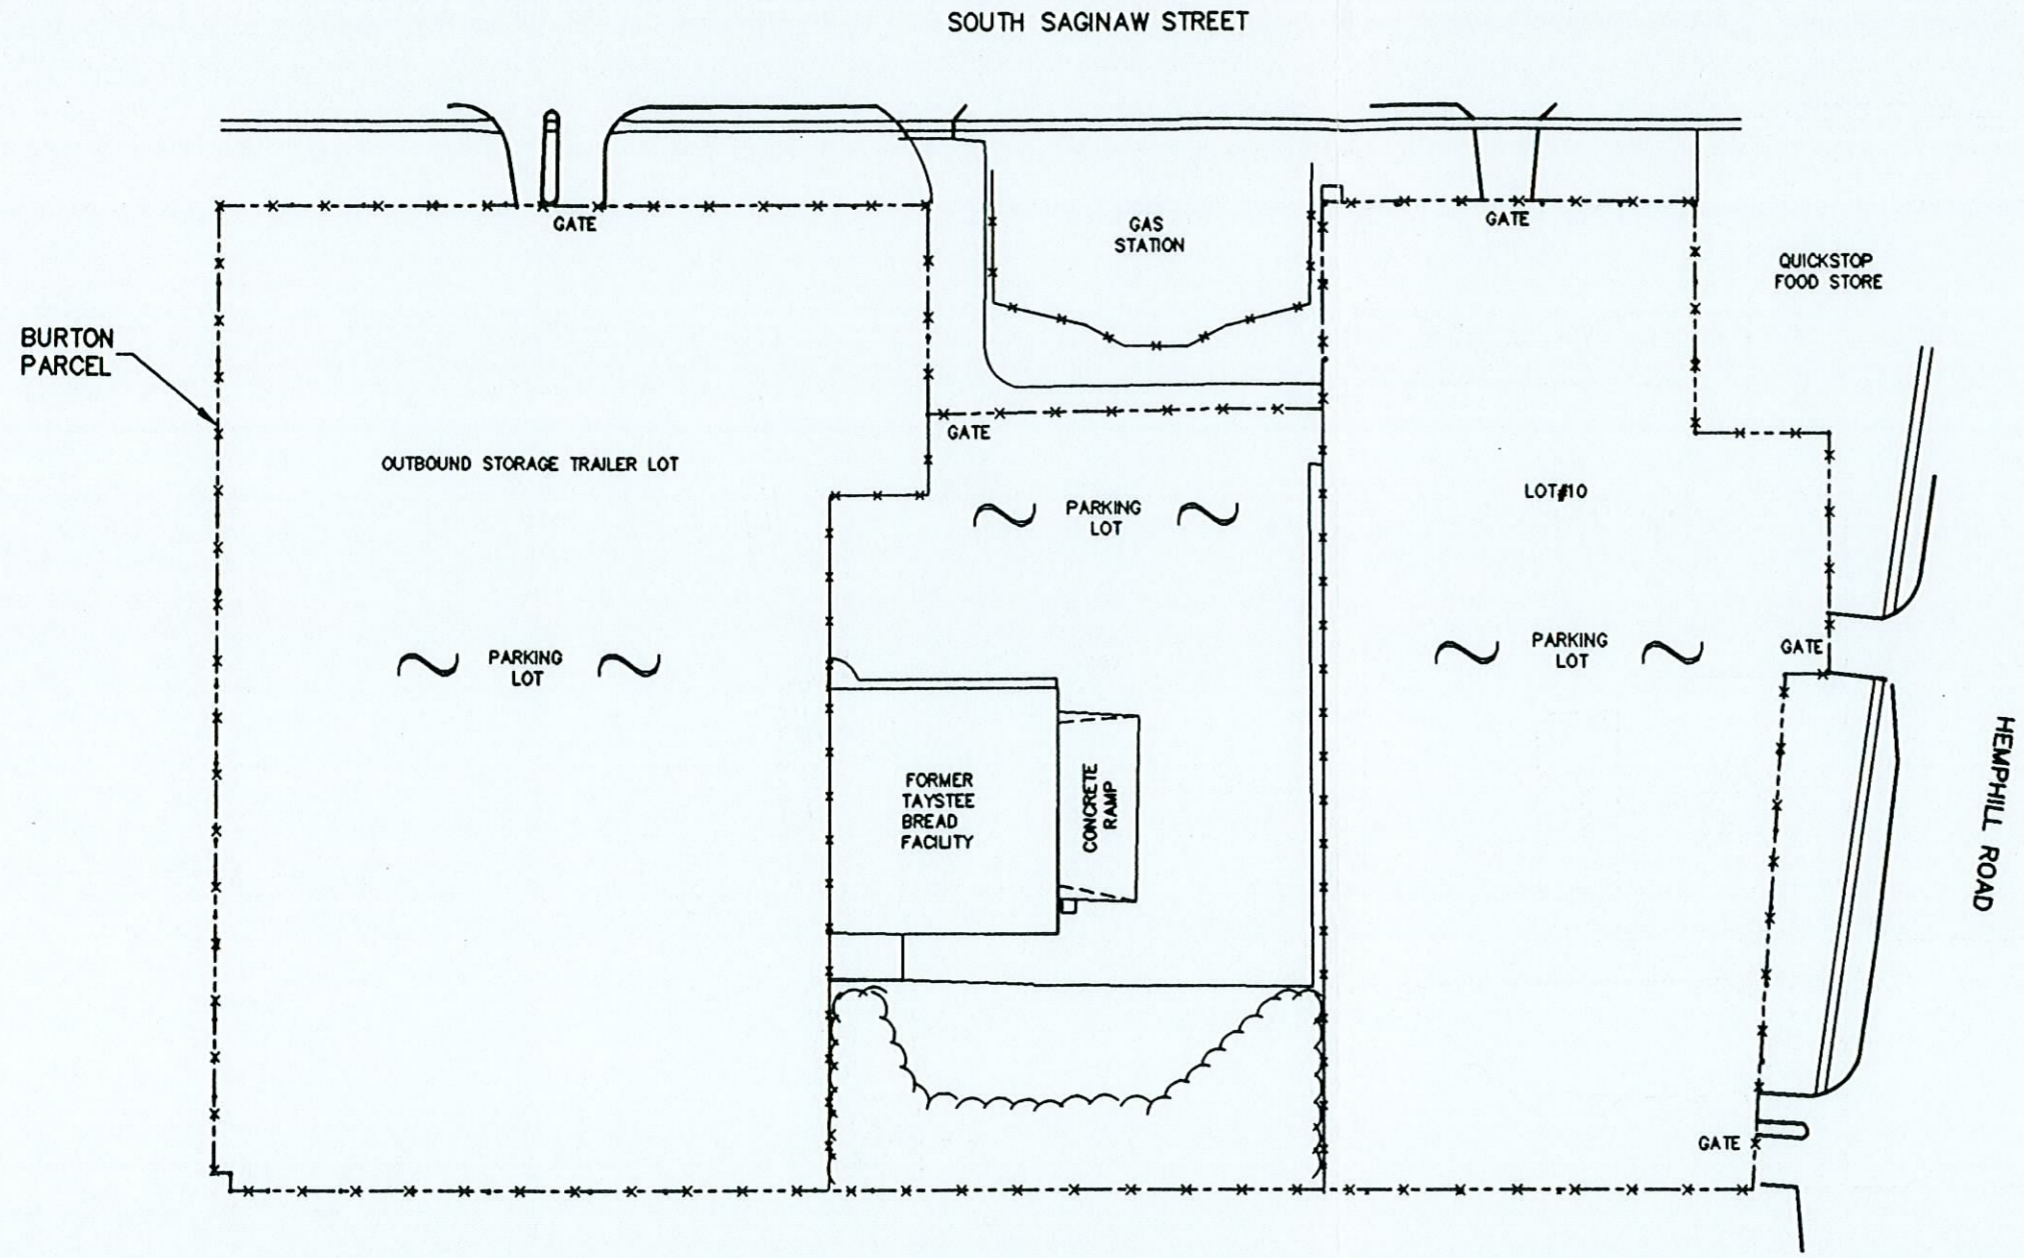 SOUTH SAGINAW STREET
GATE
GAS
STATION
GATE
QUICKSTOP
FOOD STORE
BURTON
PARCEL
GATE
OUTBOUND STORAGE TRAILER LOT
LOT#10
PARKING
LOT
PARKING
LOT
PARKING
LOT
GATE
FORMER
TAYSTEE
BREAD
FACILITY
CONCRETE
RAMP
HEMPHILL ROAD
GATE